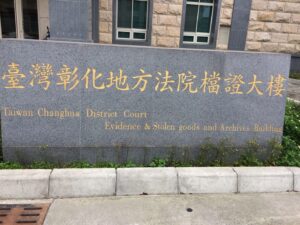 臺灣彰化地方法院檔證大樓
Taiwan Changhua District Court
Evidence & Stolen goods and Archives Building